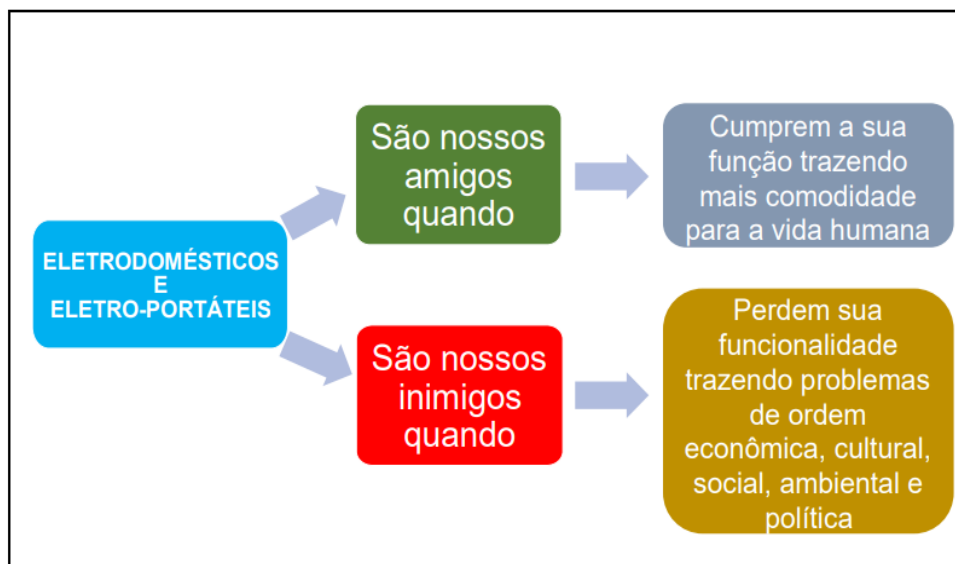 ELETRODOMÉSTICOS
E
ELETRO-PORTÁTEIS
São nossos
amigos
quando
Cumprem a sua
função trazendo
mais comodidade
para a vida humana
São nossos
inimigos
quando
Perdem sua
funcionalidade
trazendo problemas
de ordem
econômica, cultural,
social, ambiental e
política